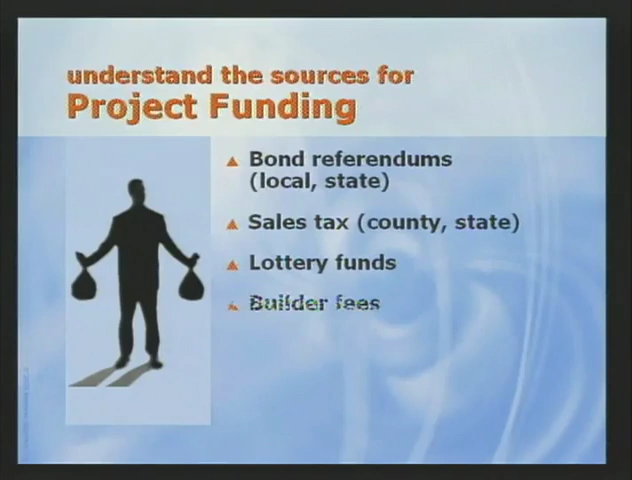 understand the sources for
Project Funding
Bond referendums
(local, state)
Sales tax (county, state)
Lottery funds
Builder fees